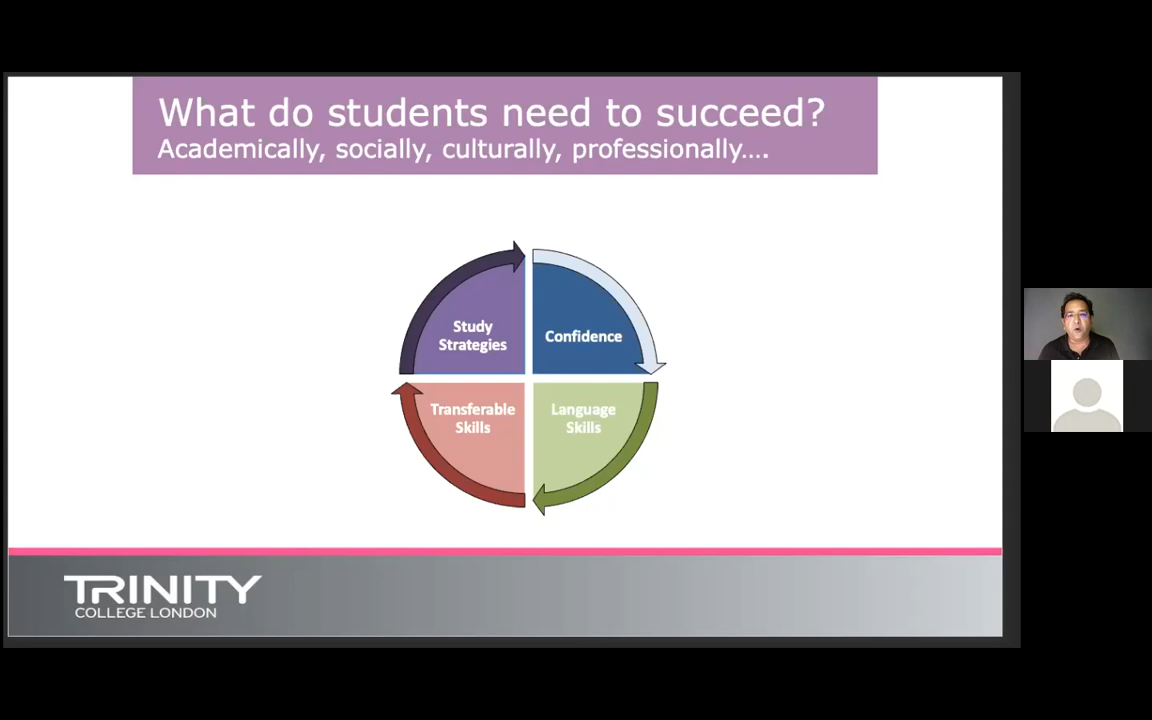 What do students need to succeed?
Academically, socially, culturally, professionally....
Study
Strategies
Confidence
Transferable
Skills
Language
Skills
TRINITY
COLLEGE LONDON